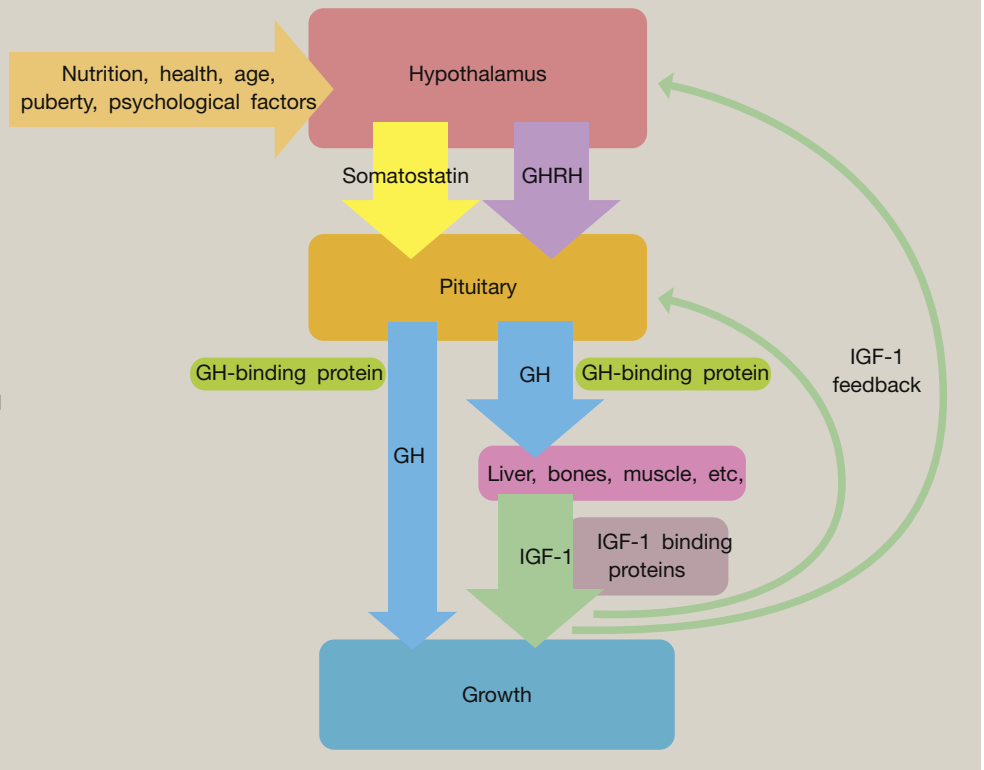 Nutrition, health, age,
puberty, psychological factors
Hypothalamus
Somatostatin
GHRH
Pituitary
GH-binding protein
GH
GH-binding protein
IGF-1
feedback
GH
Liver, bones, muscle, etc,
IGF-1
IGF-1 binding
proteins
Growth